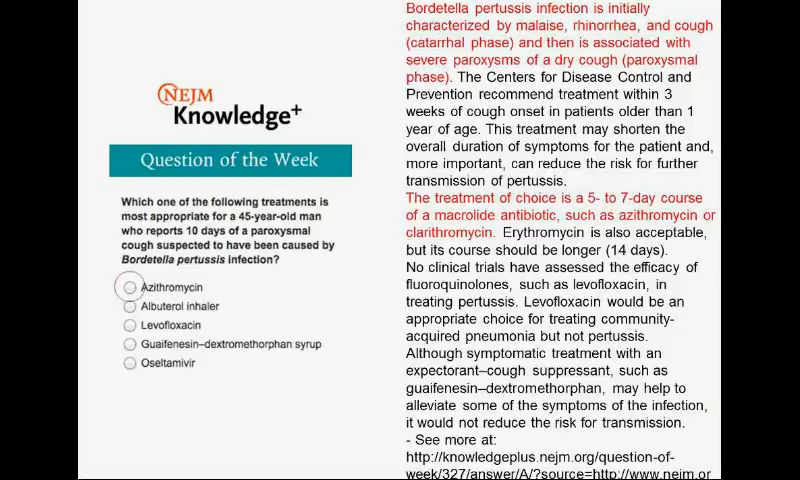 NEJM
Knowledge+
Question of the Week
Which one of the following treatments is
most appropriate for a 45-year-old man
who reports 10 days of a paroxysmal
cough suspected to have been caused by
Bordetella pertussis infection?
Azithromycin
Albuterol inhaler
Levofloxacin
Guaifenesin–dextromethorphan syrup
Oseltamivir
Bordetella pertussis infection is initially
characterized by malaise, rhinorrhea, and cough
(catarrhal phase) and then is associated with
severe paroxysms of a dry cough (paroxysmal
phase). The Centers for Disease Control and
Prevention recommend treatment within 3
weeks of cough onset in patients older than 1
year of age. This treatment may shorten the
overall duration of symptoms for the patient and,
more important, can reduce the risk for further
transmission of pertussis.
The treatment of choice is a 5- to 7-day course
of a macrolide antibiotic, such as azithromycin or
clarithromycin. Erythromycin is also acceptable,
but its course should be longer (14 days).
No clinical trials have assessed the efficacy of
fluoroquinolones, such as levofloxacin, in
treating pertussis. Levofloxacin would be an
appropriate choice for treating community-
acquired pneumonia but not pertussis.
Although symptomatic treatment with an
expectorant–cough suppressant, such as
guaifenesin–dextromethorphan, may help to
alleviate some of the symptoms of the infection,
it would not reduce the risk for transmission.
- See more at:
http://knowledgeplus.nejm.org/question-of-
week/327/answer/A/?source=http://www.nejm.or